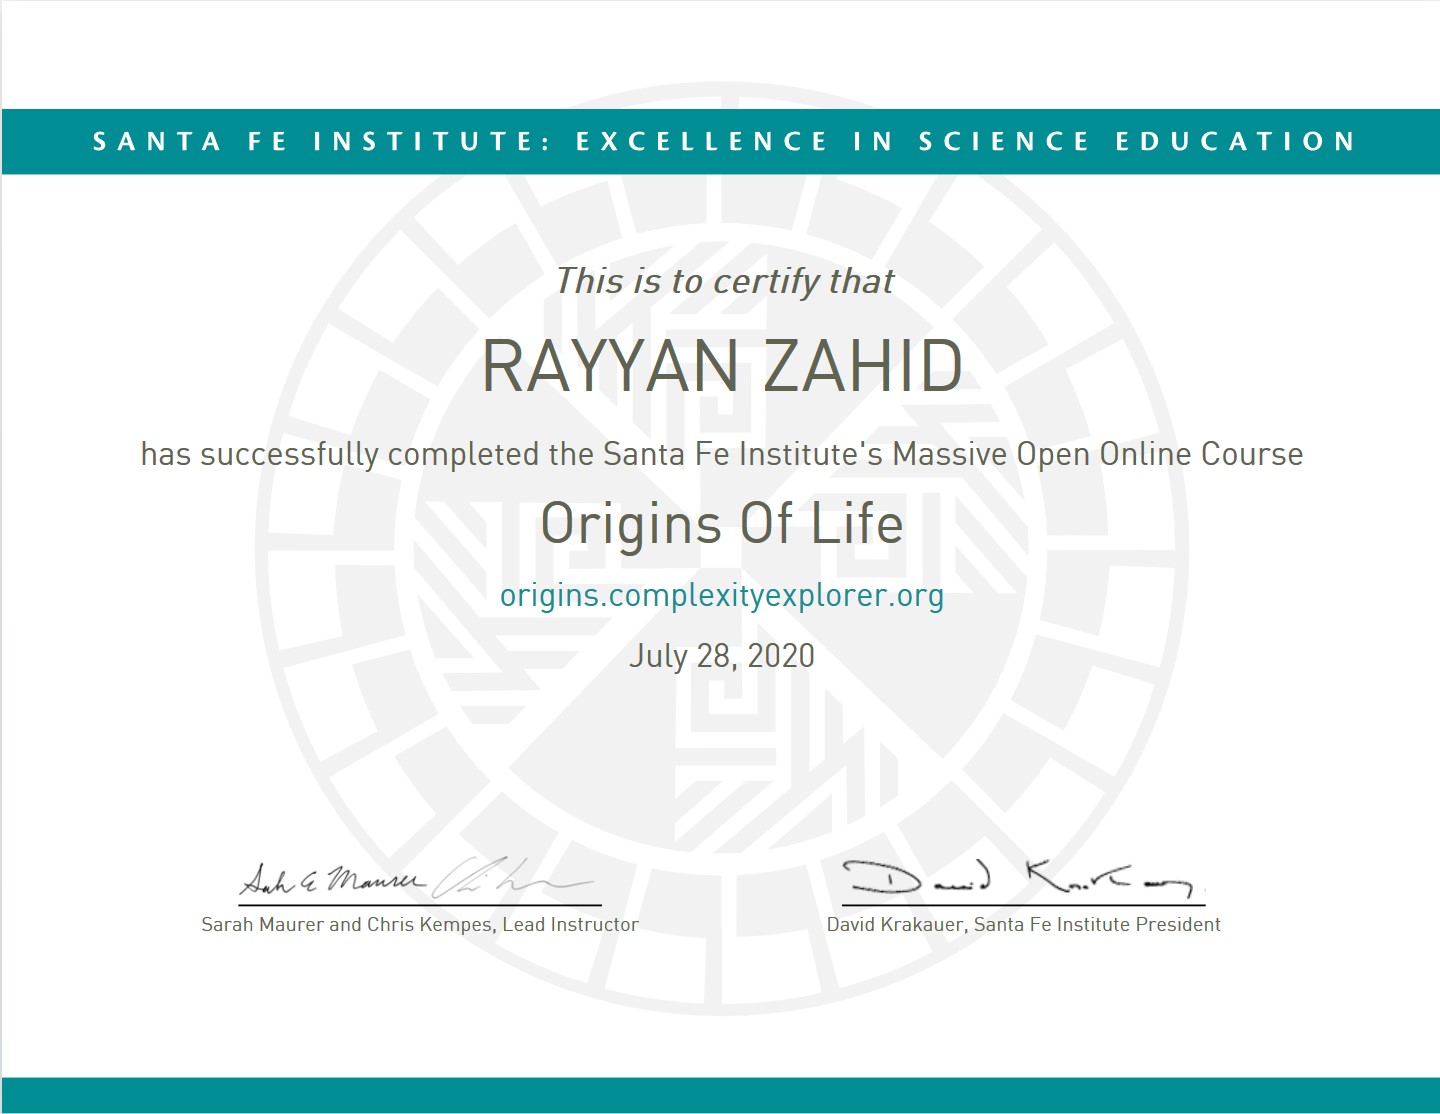 SANTA FE INSTITUTE: EXCELLENCE IN SCIENCE EDUCATION
This is to certify that
RAYYAN ZAHID
has successfully completed the Santa Fe Institute's Massive Open Online Course
Origins Of Life
origins.complexityexplorer.org
July 28, 2020
Sarah E Maurer
David Krakauer
Sarah Maurer and Chris Kempes, Lead Instructor
David Krakauer, Santa Fe Institute President